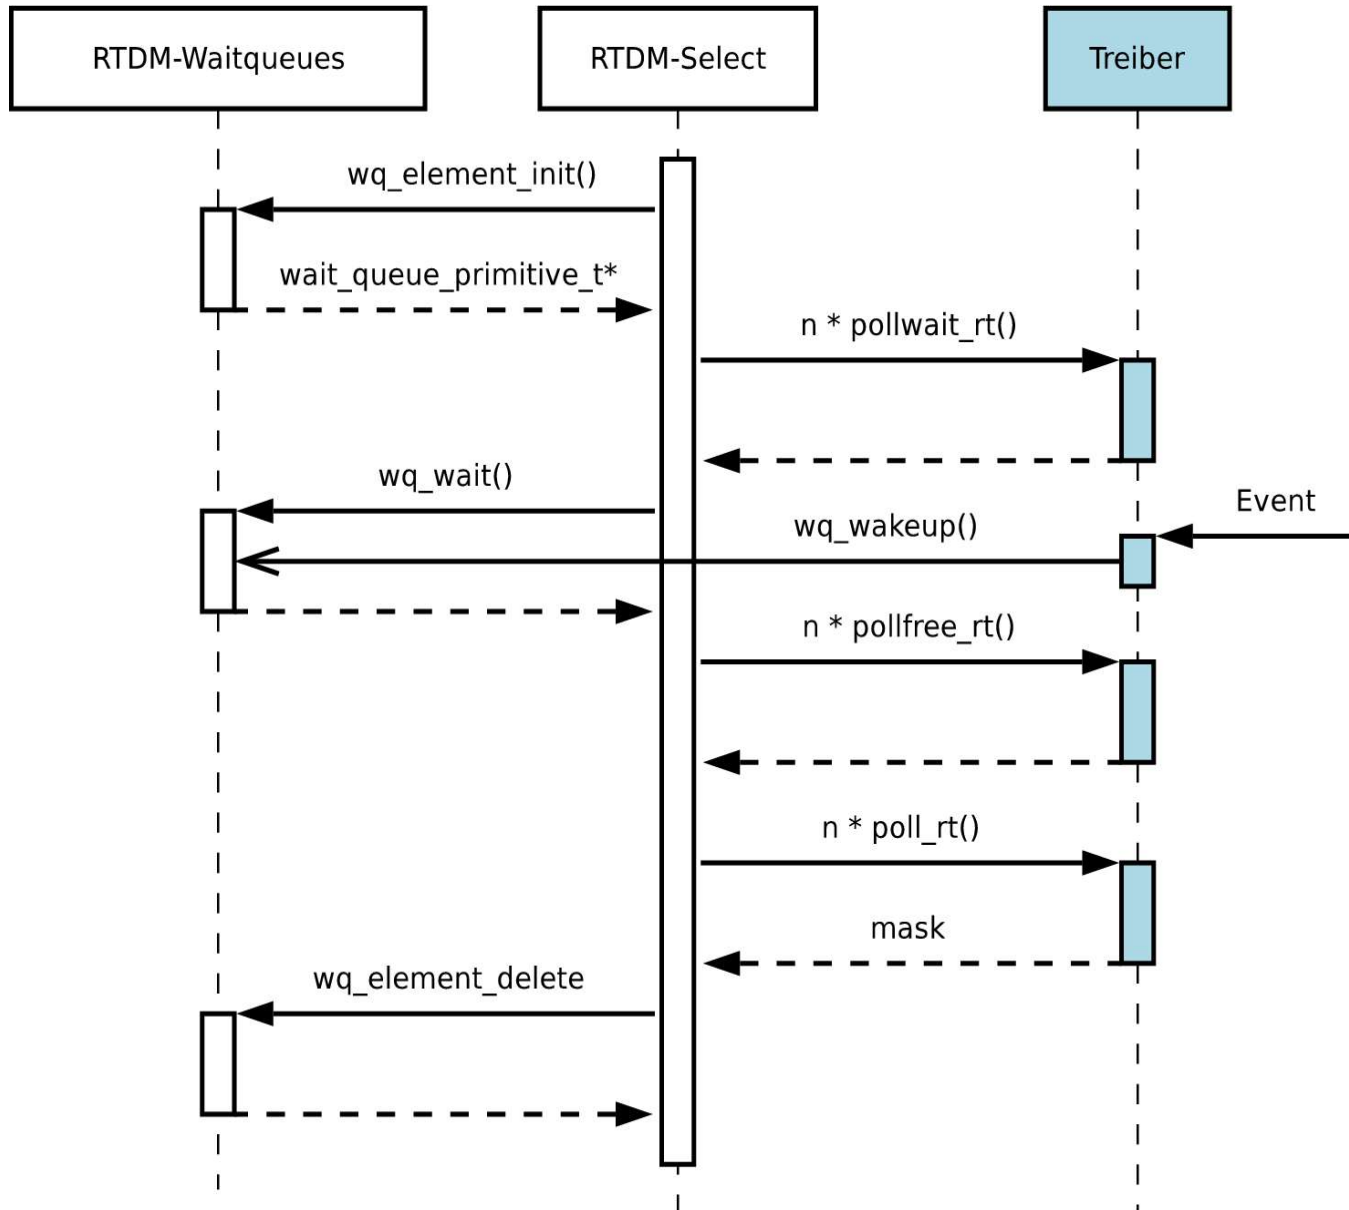 RTDM-Waitqueues
RTDM-Select
Treiber
wq_element_init()
wait_queue_primitive_t*
n * pollwait_rt()
wq_wait()
Event
wq_wakeup()
n * pollfree_rt()
n * poll_rt()
mask
wq_element_delete